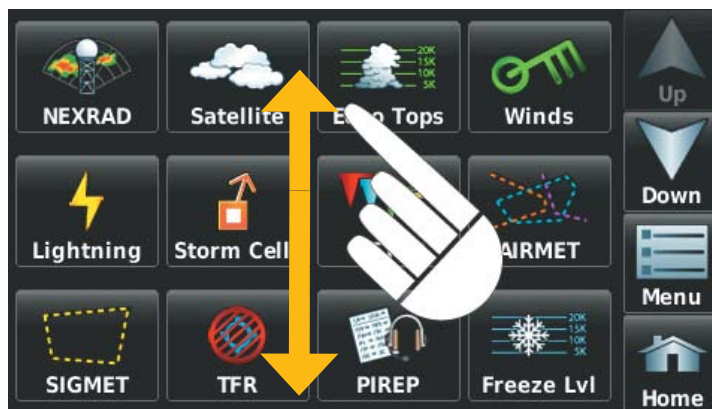 20K
15K
10K
5K
Up
NEXRAD Satellite Tops Winds
Down
Lightning Storm Cell AIRMET
Menu
20K
15K
10K
5K
SIGMET TFR PIREP Freeze Lvl
Home